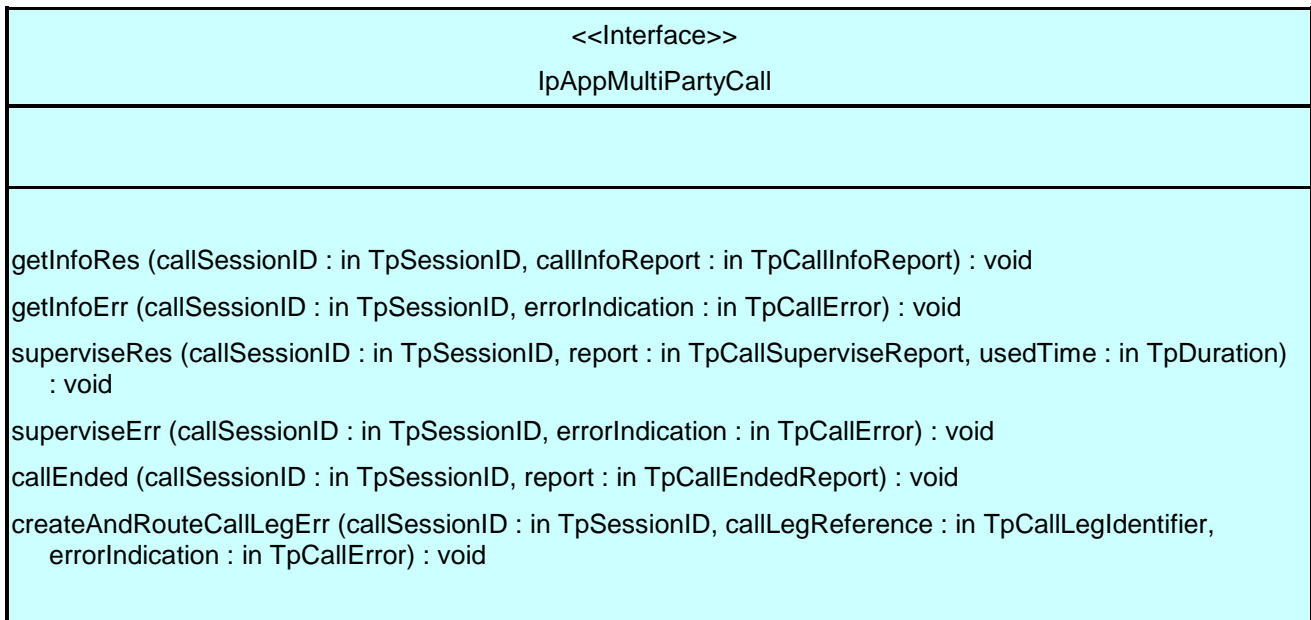 <<Interface>>
IpAppMultiPartyCall
getInfoRes (callSessionID : in TpSessionID, callInfoReport : in TpCallInfoReport) : void
getInfoErr (callSessionID : in TpSessionID, errorIndication : in TpCallError) : void
superviseRes (callSessionID : in TpSessionID, report : in TpCallSuperviseReport, usedTime : in TpDuration)
: void
superviseErr (callSessionID : in TpSessionID, errorIndication : in TpCallError) : void
callEnded (callSessionID : in TpSessionID, report : in TpCallEndedReport) : void
createAndRouteCallLegErr (callSessionID : in TpSessionID, callLegReference : in TpCallLegIdentifier,
errorIndication : in TpCallError) : void